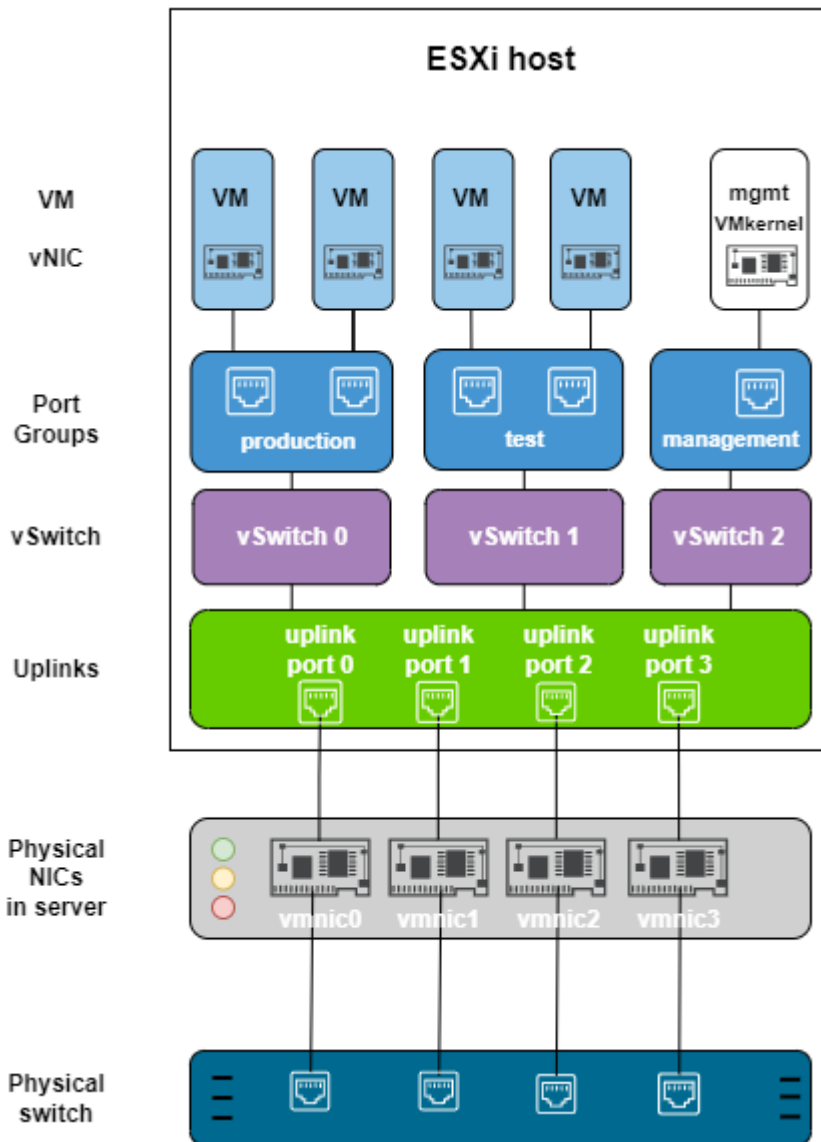 ESXi host
VM
VM
VM
VM
VM
mgmt
VMkernel
vNIC
Port
Groups
production
test
management
vSwitch
vSwitch 0
vSwitch 1
vSwitch 2
Uplinks
uplink
port 0
uplink
port 1
uplink
port 2
uplink
port 3
Physical
NICs
in server
vmnic0
vmnic1
vmnic2
vmnic3
Physical
switch